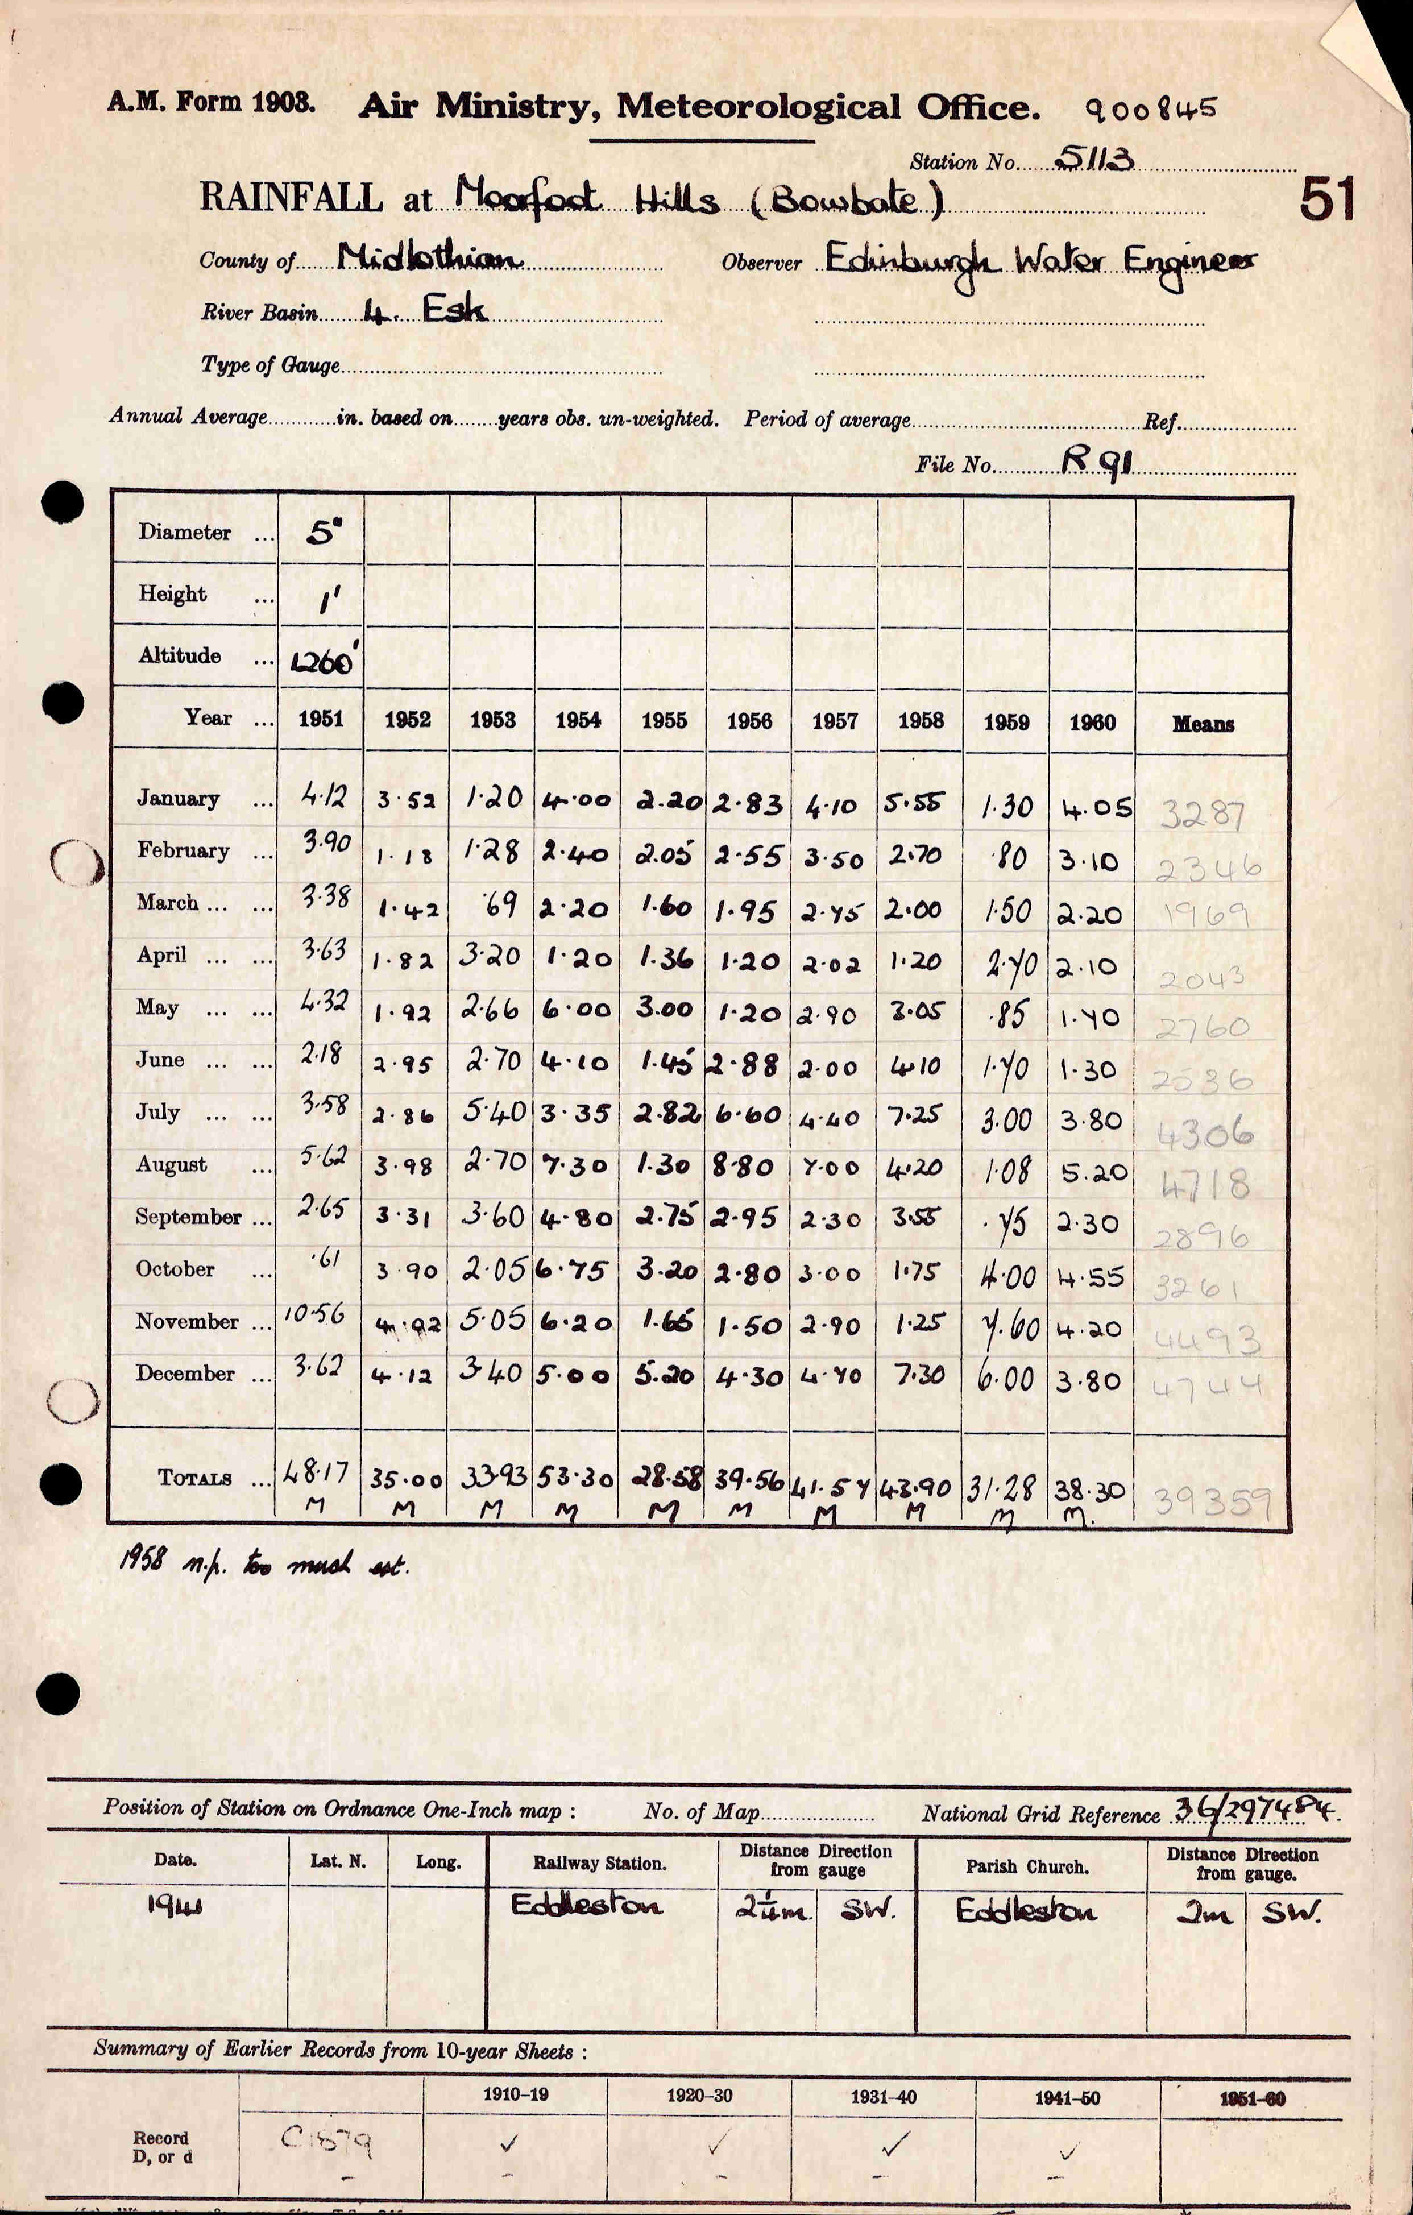 A.M. Form 1903. Air Ministry, Meteorological Office. 900845
Station No. 5113
51
RAINFALL at Moorfoot Hills (Bowbate)
County of Midlothian Observer Edinburgh Water Engineer
River Basin 4. Esk
Type of Gauge
Annual Average in. based on years obs. un-weighted. Period of average Ref.
File No. R 91
Diameter ... 5"
Height ... 1'
Altitude ... 1260'
Year ... 1951 1952 1953 1954 1955 1956 1957 1958 1959 1960 Means
January ... 4.12 3.52 1.20 4.00 2.20 2.83 4.10 5.55 1.30 4.05 3287
February ... 3.90 1.18 1.28 2.40 2.05 2.55 3.50 2.70 .80 3.10 2346
March ... ... 3.38 1.42 .69 2.20 1.60 1.95 2.75 2.00 1.50 2.20 1969
April ... ... 3.63 1.82 3.20 1.20 1.36 1.20 2.02 1.20 2.70 2.10 2043
May ... ... 4.32 1.92 2.66 6.00 3.00 1.20 2.90 3.05 .85 1.70 2760
June ... ... 2.18 2.95 2.70 4.10 1.45 2.88 2.00 4.10 1.70 1.30 2536
July ... ... 3.58 2.86 5.40 3.35 2.82 6.60 4.40 7.25 3.00 3.80 4306
August ... 5.62 3.98 2.70 7.30 1.30 8.80 7.00 4.20 1.08 5.20 4718
September ... 2.65 3.31 3.60 4.80 2.75 2.95 2.30 3.55 .75 2.30 2896
October ... .61 3.90 2.05 6.75 3.20 2.80 3.00 1.75 4.00 4.55 3261
November ... 10.56 4.02 5.05 6.20 1.65 1.50 2.90 1.25 7.60 4.20 4493
December ... 3.62 4.12 3.40 5.00 5.20 4.30 4.70 7.30 6.00 3.80 4744
TOTALS ... 48.17 35.00 33.93 53.30 28.58 39.56 41.57 43.90 31.28 38.30 39359
M M M M M M M M M M.
1958 n.p. too much est.
Position of Station on Ordnance One-Inch map : No. of Map National Grid Reference 36/297484.
Date. Lat. N. Long. Railway Station. Distance Direction from gauge Parish Church. Distance Direction from gauge.
1941 Eddleston 2¼m SW. Eddleston 2m SW.
Summary of Earlier Records from 10-year Sheets :
1910-19 1920-30 1931-40 1941-50 1951-60
Record D, or d C1879 ✓ ✓ ✓ ✓
- - - - -